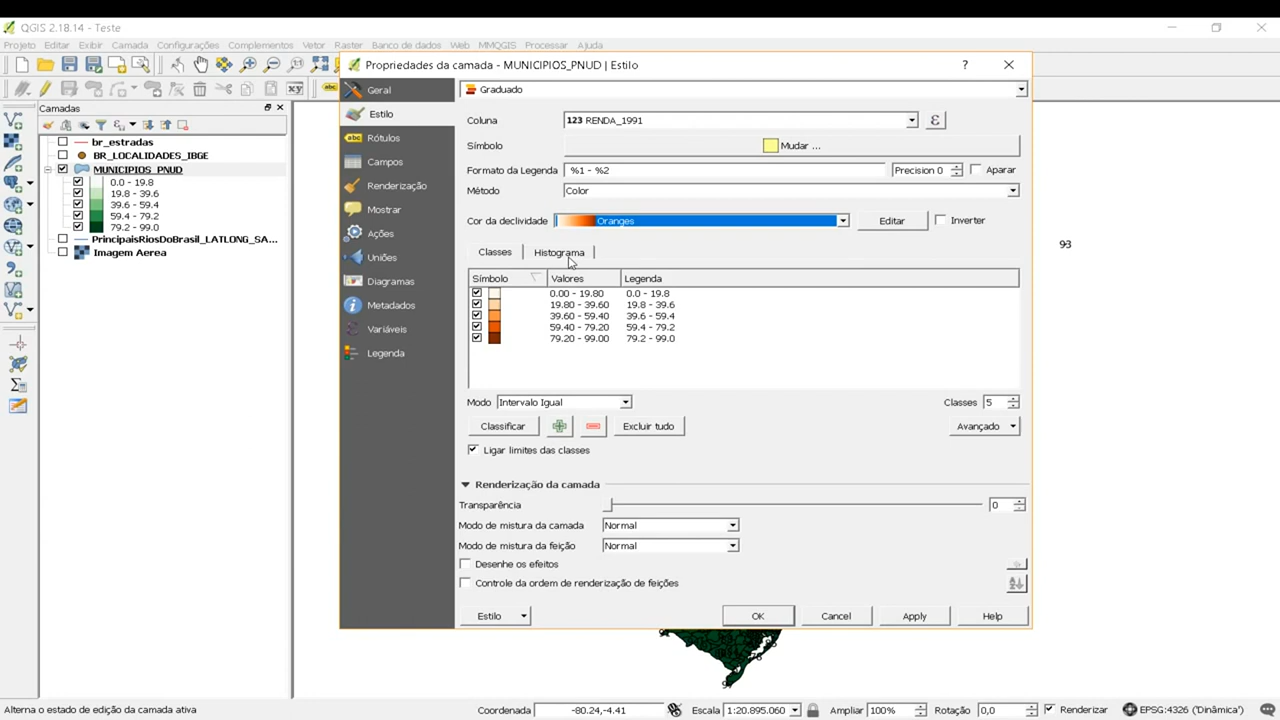 QGIS 2.18.14 - Teste
Projeto Editar Exibir Camada Configurações Complementos Vetor Raster Banco de dados Web MMQGIS Processar Ajuda
Propriedades da camada - MUNICIPIOS_PNUD | Estilo
? 
Camadas
br_estradas
BR_LOCALIDADES_IBGE
MUNICIPIOS_PNUD
0.0 - 19.8
19.8 - 39.6
39.6 - 59.4
59.4 - 79.2
79.2 - 99.0
PrincipaisRiosDoBrasil_LATLONG_SA...
Imagem Aerea
Geral
Estilo
abc Rótulos
Campos
Renderização
Mostrar
Ações
Uniões
Diagramas
Metadados
Variáveis
Legenda
Graduado
Coluna 123 RENDA_1991 ε
Símbolo Mudar ...
Formato da Legenda %1 - %2 Precision 0 Aparar
Método Color
Cor da declividade Oranges Editar Inverter
Classes Histograma
Símbolo Valores Legenda
0.00 - 19.80 0.0 - 19.8
19.80 - 39.60 19.8 - 39.6
39.60 - 59.40 39.6 - 59.4
59.40 - 79.20 59.4 - 79.2
79.20 - 99.00 79.2 - 99.0
Modo Intervalo Igual Classes 5
Classificar Excluir tudo Avançado
Ligar limites das classes
Renderização da camada
Transparência 0
Modo de mistura da camada Normal
Modo de mistura da feição Normal
Desenhe os efeitos
Controle da ordem de renderização de feições
Estilo OK Cancel Apply Help
93
Alterna o estado de edição da camada ativa Coordenada -80.24,-4.41 Escala 1:20.895.060 Ampliar 100% Rotação 0,0 Renderizar EPSG:4326 ('Dinâmica')